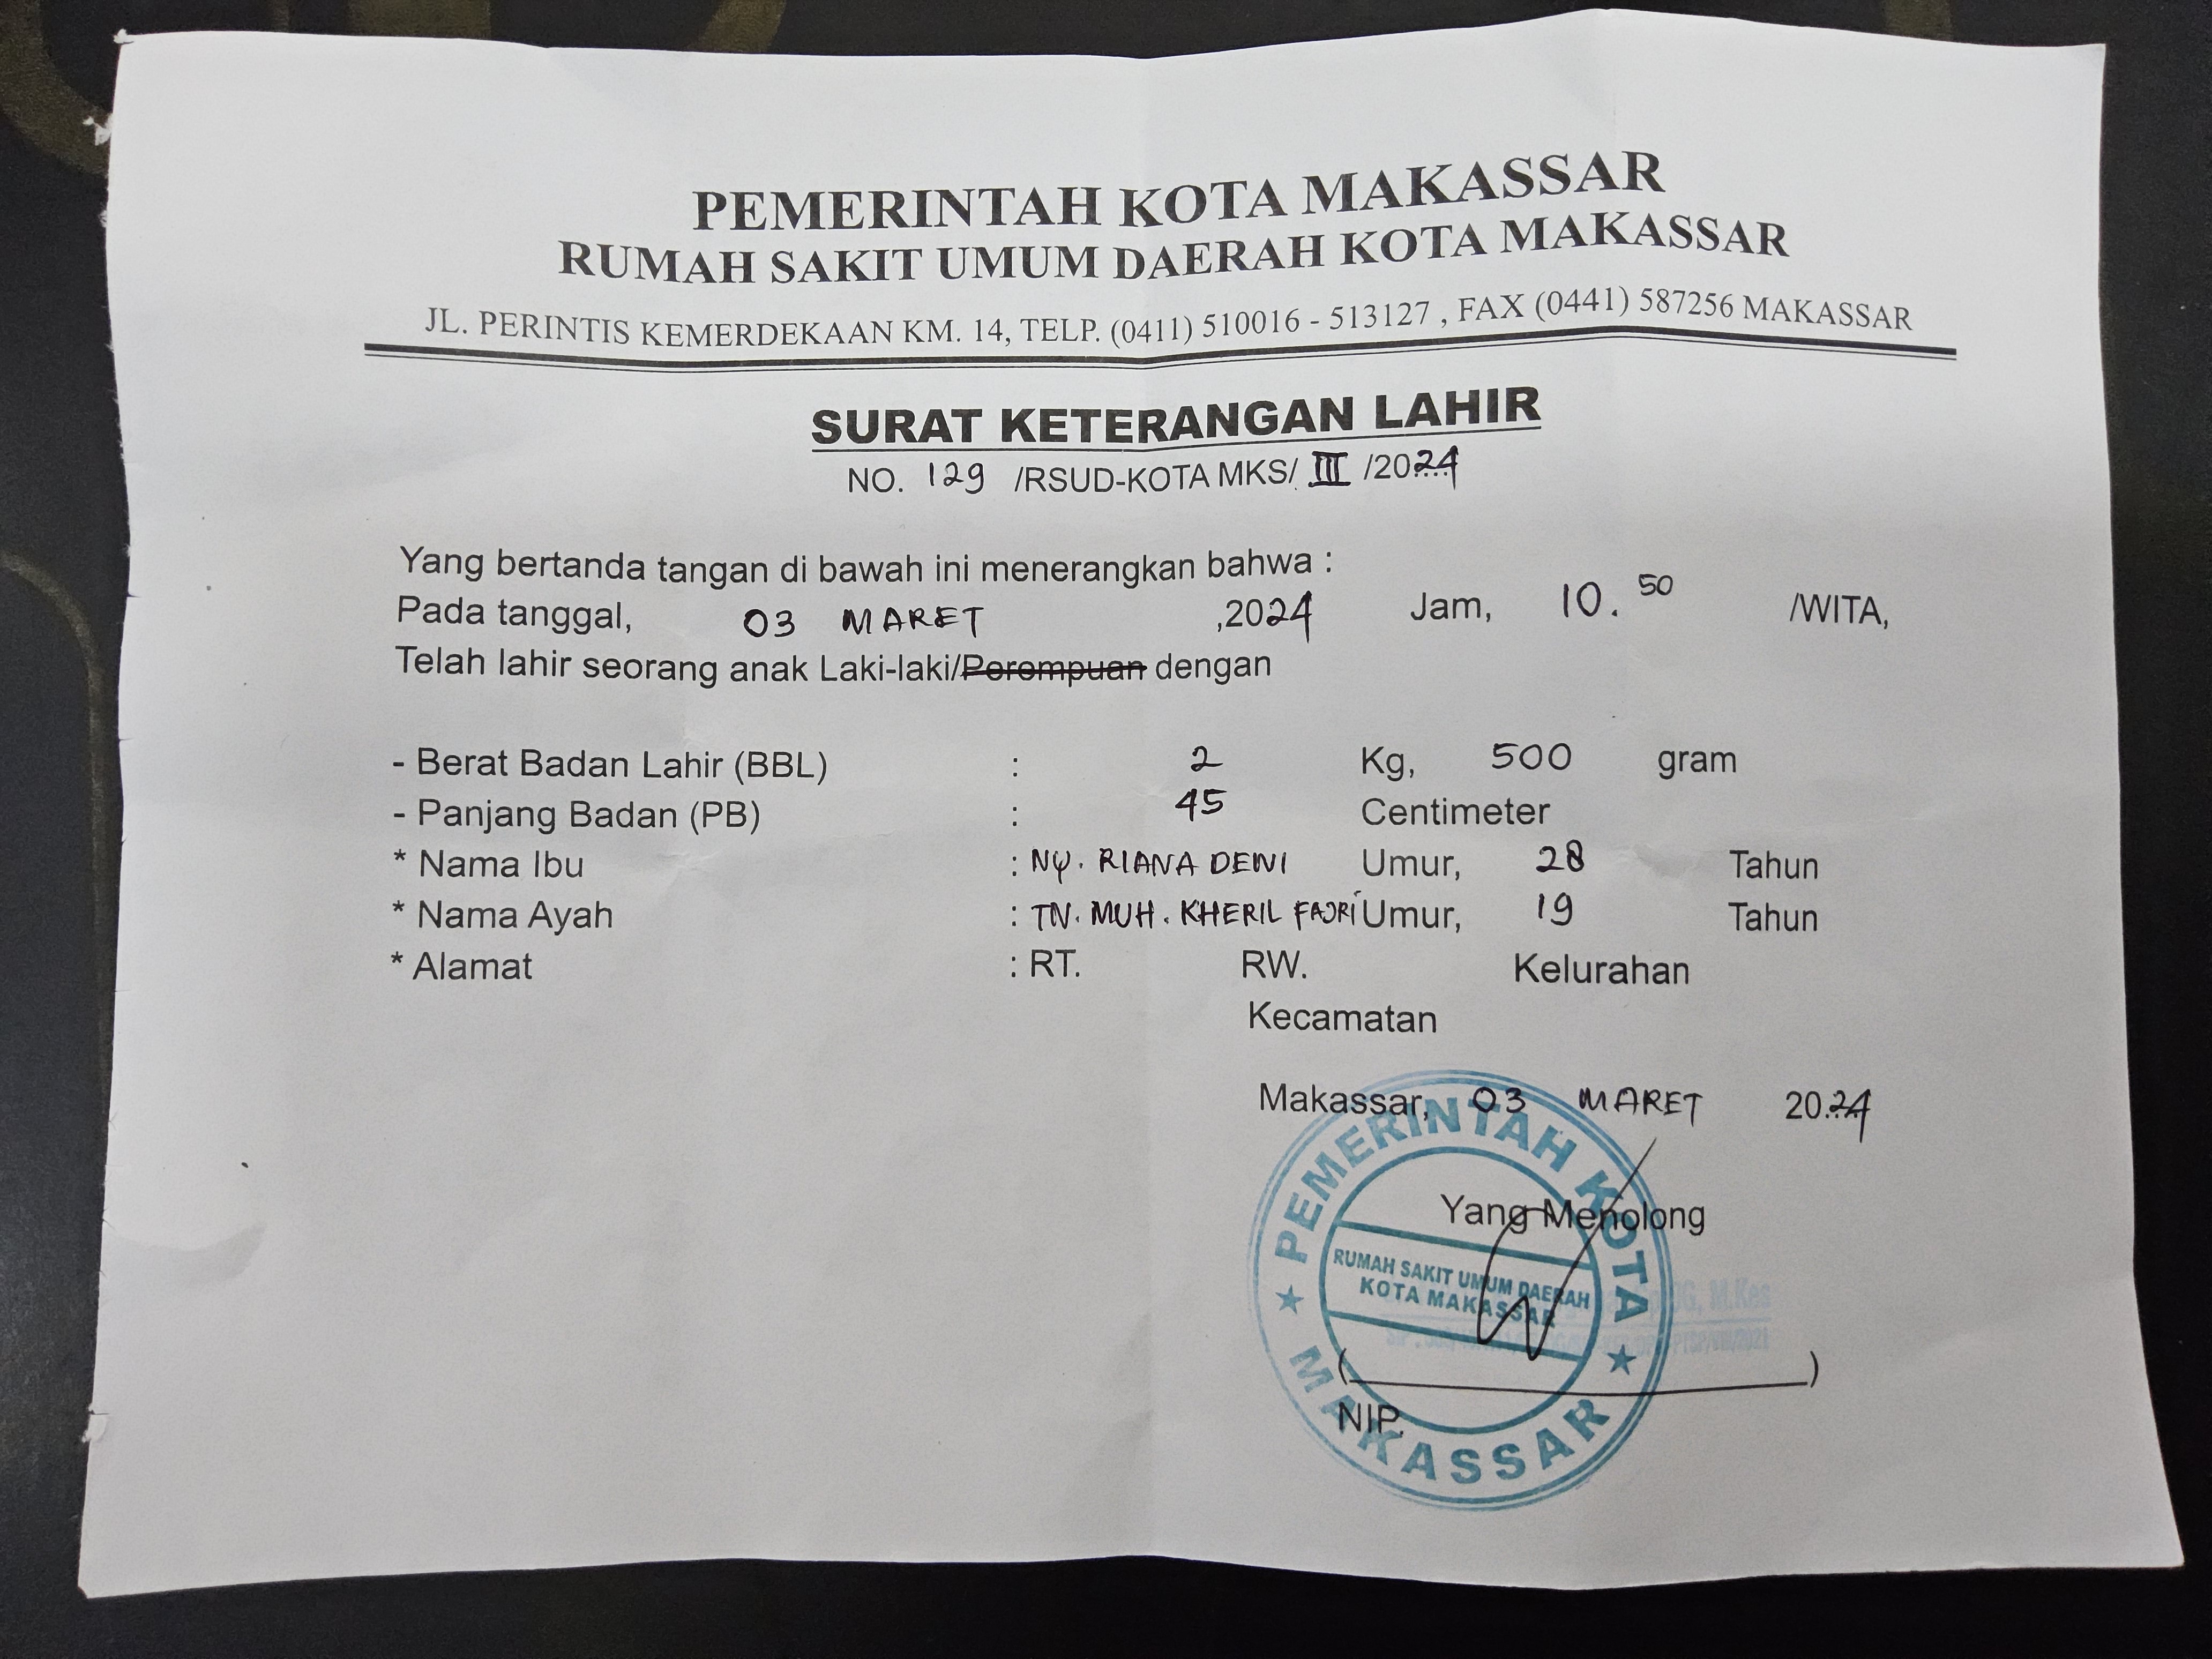 PEMERINTAH KOTA MAKASSAR
RUMAH SAKIT UMUM DAERAH KOTA MAKASSAR
JL. PERINTIS KEMERDEKAAN KM. 14, TELP. (0411) 510016 - 513127 , FAX (0441) 587256 MAKASSAR
SURAT KETERANGAN LAHIR
NO. 129 /RSUD-KOTA MKS/ III /2024
Yang bertanda tangan di bawah ini menerangkan bahwa :
Pada tanggal, 03 MARET ,2024 Jam, 10.50 /WITA,
Telah lahir seorang anak Laki-laki/Perempuan dengan
- Berat Badan Lahir (BBL) : 2 Kg, 500 gram
- Panjang Badan (PB) : 45 Centimeter
* Nama Ibu : NY. RIANA DEWI Umur, 28 Tahun
* Nama Ayah : TN. MUH. KHERIL FAJRI Umur, 19 Tahun
* Alamat : RT. RW. Kelurahan
Kecamatan
Makassar, 03 MARET 2024
Yang Menolong
PEMERINTAH KOTA
RUMAH SAKIT UMUM DAERAH
KOTA MAKASSAR
MAKASSAR
M.Kes
( )
NIP.